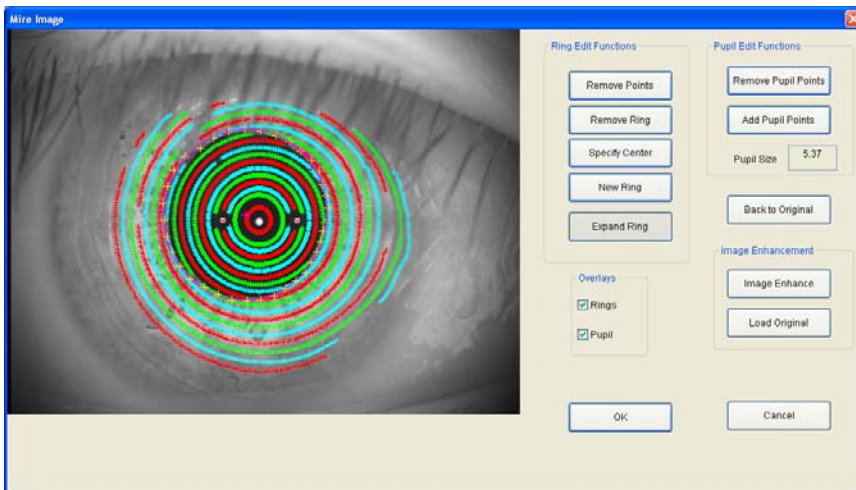 Mire Image
Ring Edit Functions
Remove Points
Remove Ring
Specify Center
New Ring
Expand Ring
Pupil Edit Functions
Remove Pupil Points
Add Pupil Points
Pupil Size 5.37
Back to Original
Overlays
Rings
Pupil
Image Enhancement
Image Enhance
Load Original
OK
Cancel